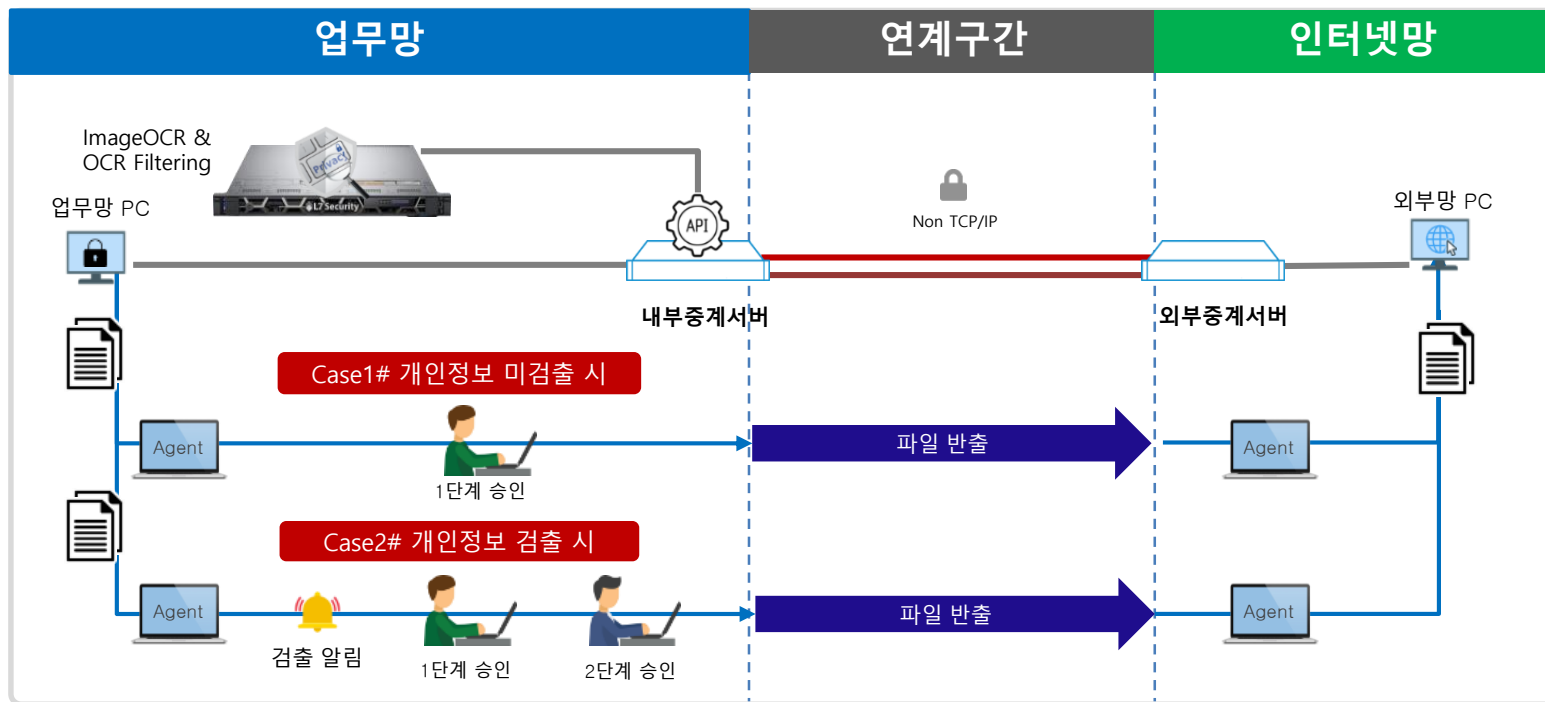 업무망
연계구간
인터넷망
ImageOCR &
OCR Filtering
Privacy
L7 Security
업무망 PC
API
Non TCP/IP
외부망 PC
내부중계서버
외부중계서버
Case1# 개인정보 미검출 시
Agent
1단계 승인
파일 반출
Agent
Case2# 개인정보 검출 시
Agent
검출 알림
1단계 승인
2단계 승인
파일 반출
Agent